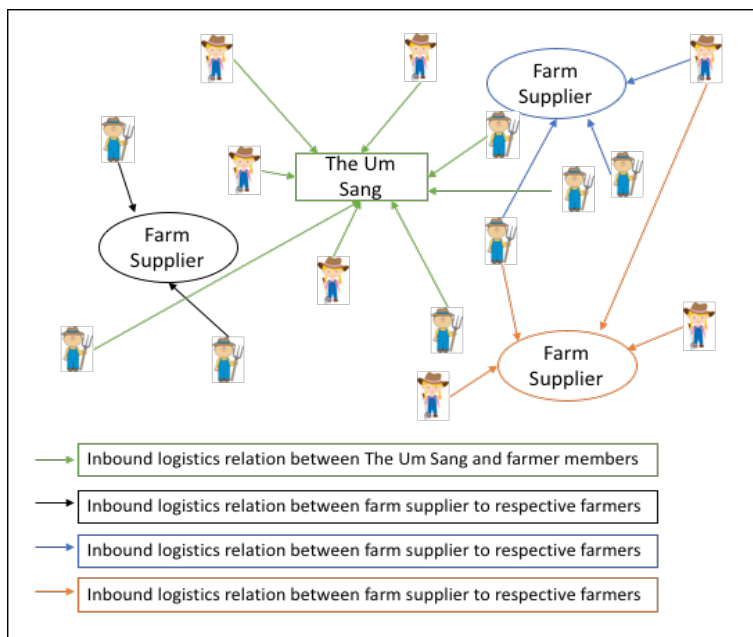 Farm
Supplier
The Um
Sang
Farm
Supplier
Farm
Supplier
Inbound logistics relation between The Um Sang and farmer members
Inbound logistics relation between farm supplier to respective farmers
Inbound logistics relation between farm supplier to respective farmers
Inbound logistics relation between farm supplier to respective farmers